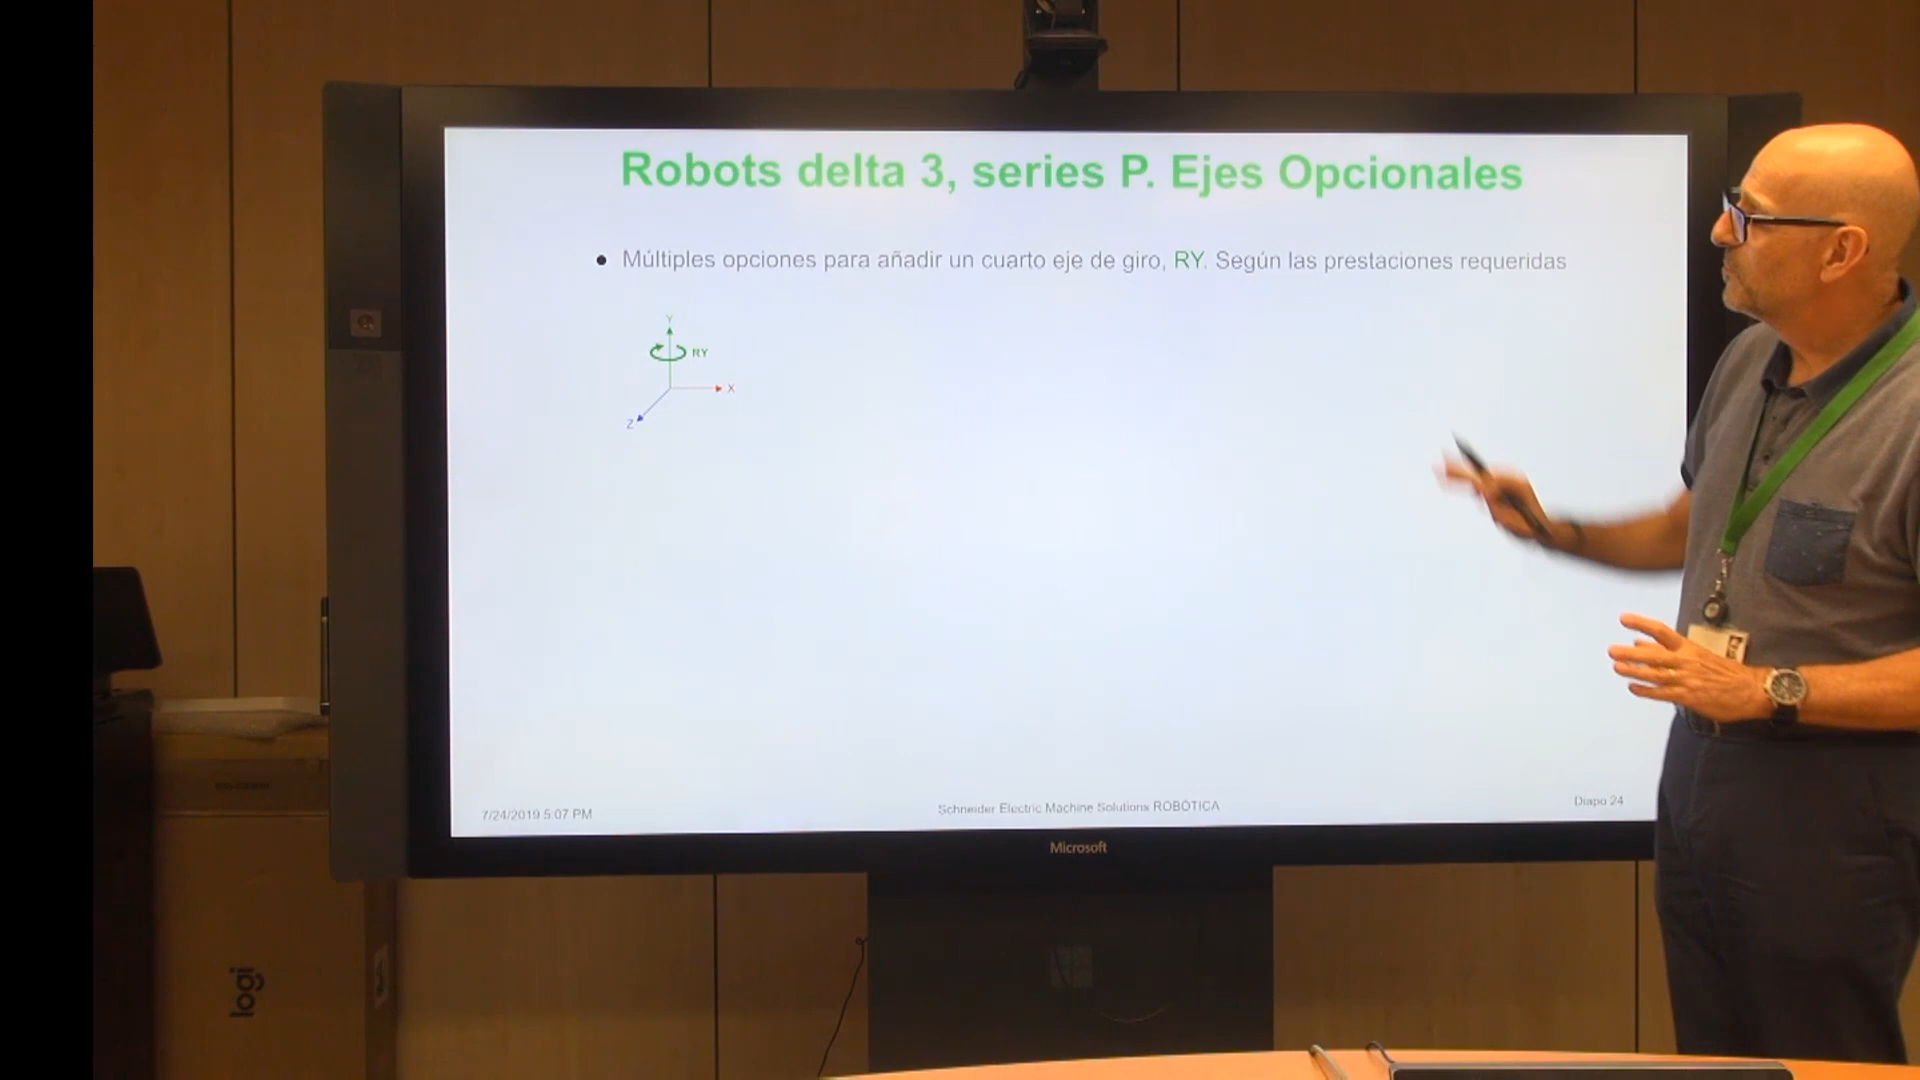 Robots delta 3, series P. Ejes Opcionales
● Múltiples opciones para añadir un cuarto eje de giro, RY. Según las prestaciones requeridas
Y
RY
X
Z
7/24/2019 5:07 PM
Schneider Electric Machine Solutions ROBÓTICA
Diapo 24
Microsoft
logi